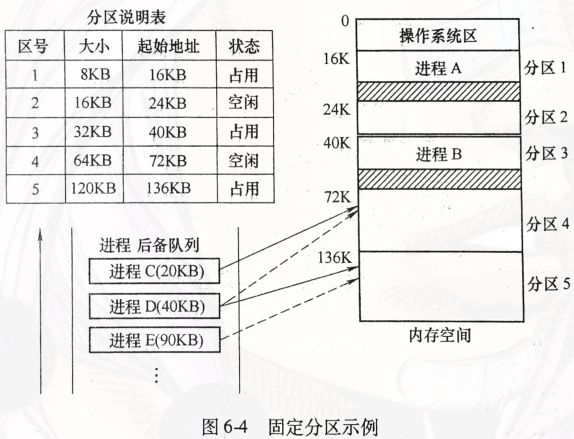 分区说明表
区号 大小 起始地址 状态
1 8KB 16KB 占用
2 16KB 24KB 空闲
3 32KB 40KB 占用
4 64KB 72KB 空闲
5 120KB 136KB 占用
进程 后备队列
进程 C(20KB)
进程 D(40KB)
进程 E(90KB)
⋮
0
操作系统区
16K
进程 A
分区 1
24K
分区 2
40K
进程 B
分区 3
72K
分区 4
136K
分区 5
内存空间
图 6-4 固定分区示例